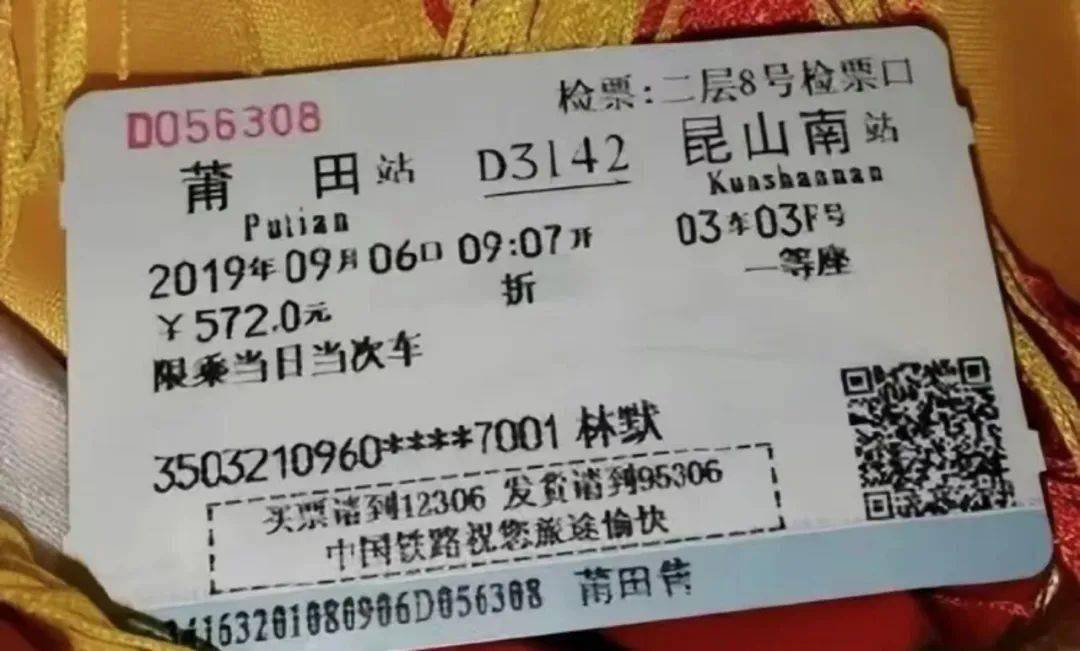 D056308 检票:二层8号检票口
莆田站 D3142 昆山南站
Putian Kunshannan
2019年09月06日 09:07开 03车03F号
¥572.0元 折 一等座
限乘当日当次车
3503210960****7001 林默
买票请到12306 发货请到95306
中国铁路祝您旅途愉快
4163201080906D056308 莆田售